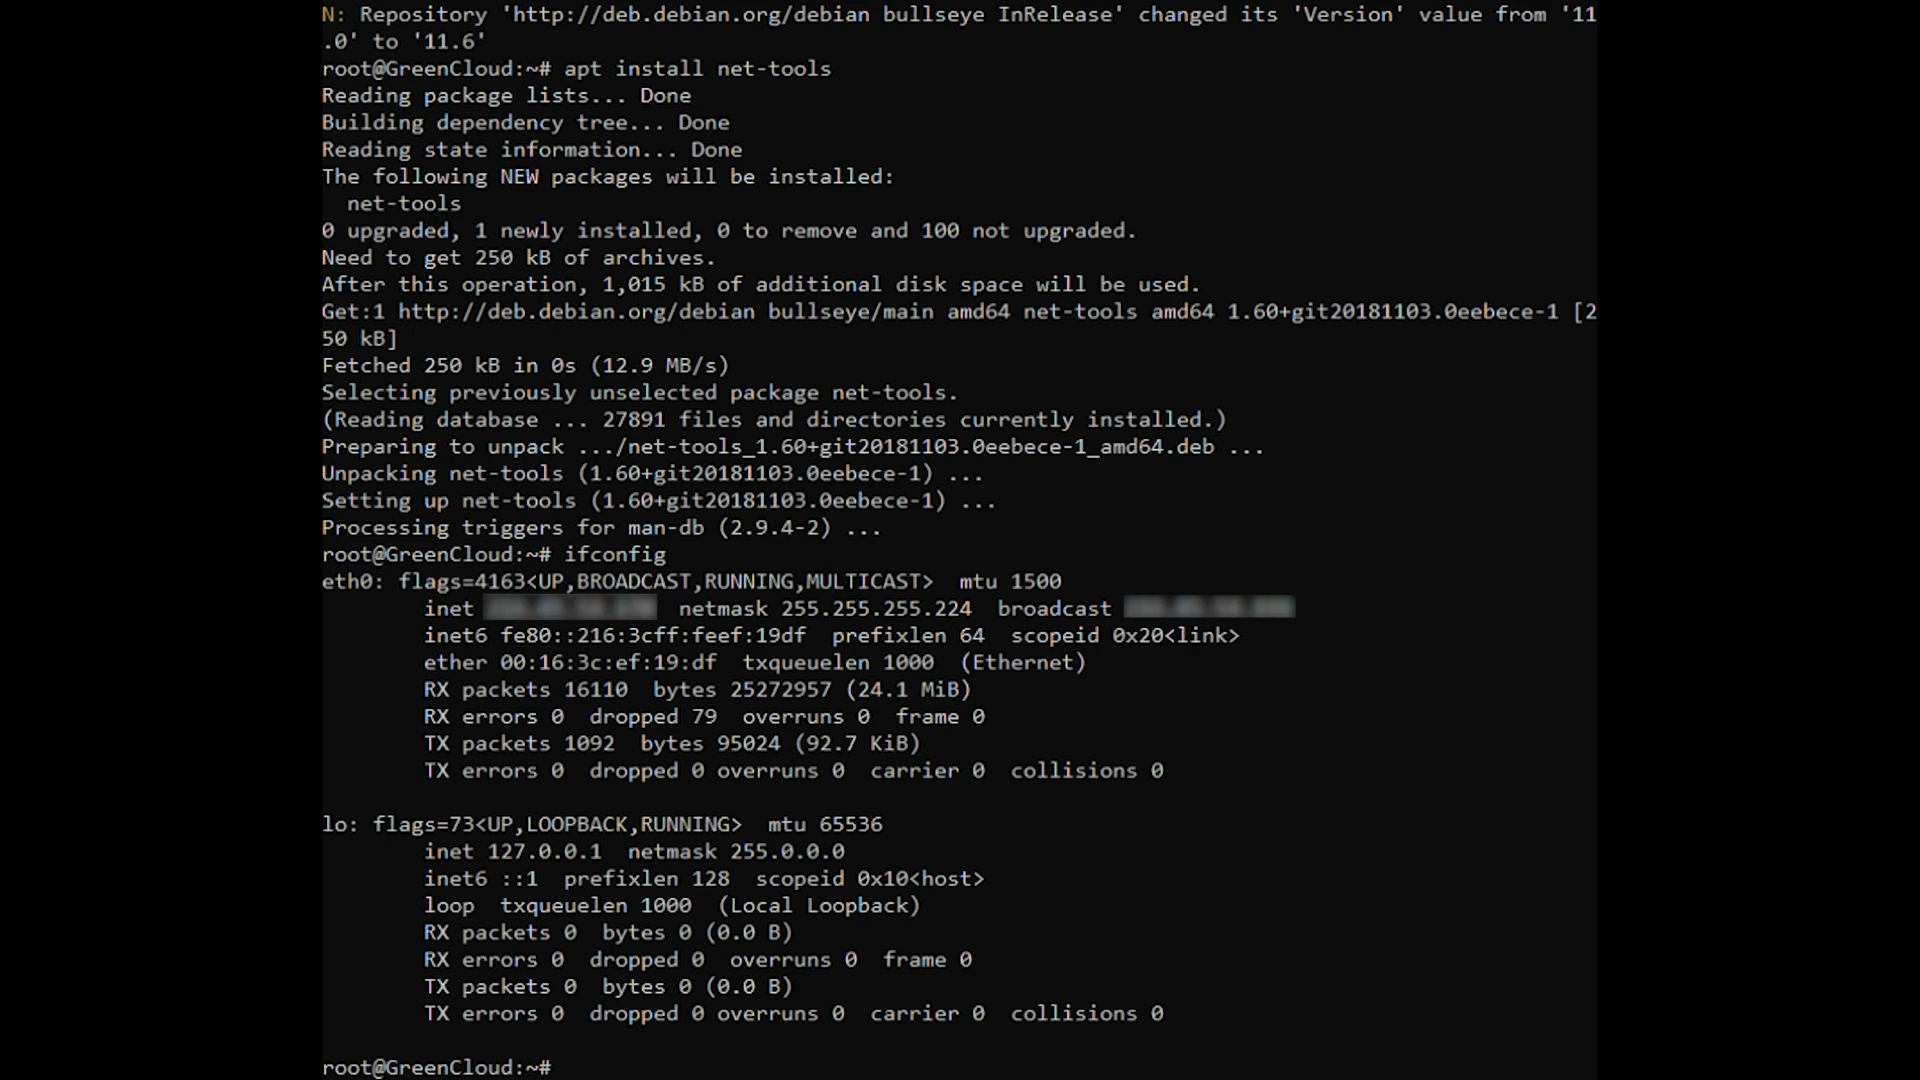 N: Repository 'http://deb.debian.org/debian bullseye InRelease' changed its 'Version' value from '11
.0' to '11.6'
root@GreenCloud:~# apt install net-tools
Reading package lists... Done
Building dependency tree... Done
Reading state information... Done
The following NEW packages will be installed:
  net-tools
0 upgraded, 1 newly installed, 0 to remove and 100 not upgraded.
Need to get 250 kB of archives.
After this operation, 1,015 kB of additional disk space will be used.
Get:1 http://deb.debian.org/debian bullseye/main amd64 net-tools amd64 1.60+git20181103.0eebece-1 [2
50 kB]
Fetched 250 kB in 0s (12.9 MB/s)
Selecting previously unselected package net-tools.
(Reading database ... 27891 files and directories currently installed.)
Preparing to unpack .../net-tools_1.60+git20181103.0eebece-1_amd64.deb ...
Unpacking net-tools (1.60+git20181103.0eebece-1) ...
Setting up net-tools (1.60+git20181103.0eebece-1) ...
Processing triggers for man-db (2.9.4-2) ...
root@GreenCloud:~# ifconfig
eth0: flags=4163<UP,BROADCAST,RUNNING,MULTICAST>  mtu 1500
        inet  netmask 255.255.255.224  broadcast
        inet6 fe80::216:3cff:feef:19df  prefixlen 64  scopeid 0x20<link>
        ether 00:16:3c:ef:19:df  txqueuelen 1000  (Ethernet)
        RX packets 16110  bytes 25272957 (24.1 MiB)
        RX errors 0  dropped 79  overruns 0  frame 0
        TX packets 1092  bytes 95024 (92.7 KiB)
        TX errors 0  dropped 0 overruns 0  carrier 0  collisions 0

lo: flags=73<UP,LOOPBACK,RUNNING>  mtu 65536
        inet 127.0.0.1  netmask 255.0.0.0
        inet6 ::1  prefixlen 128  scopeid 0x10<host>
        loop  txqueuelen 1000  (Local Loopback)
        RX packets 0  bytes 0 (0.0 B)
        RX errors 0  dropped 0  overruns 0  frame 0
        TX packets 0  bytes 0 (0.0 B)
        TX errors 0  dropped 0 overruns 0  carrier 0  collisions 0

root@GreenCloud:~#